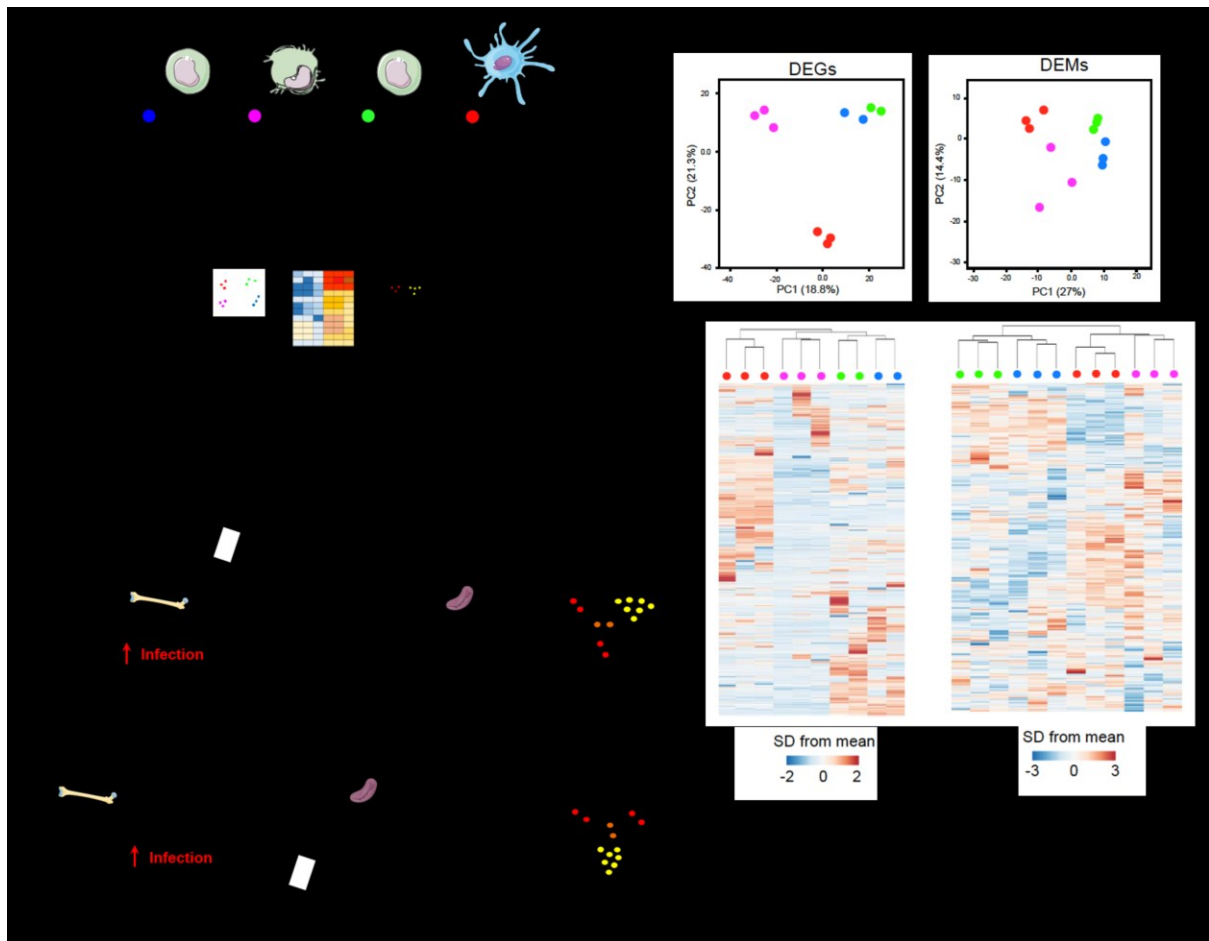 DEGs
20
0.0
-20
-40
PC2 (21.3%)
-40
-20
0.0
20
PC1 (18.8%)
DEMs
10
0
-10
-20
-30
PC2 (14.4%)
-30
-20
-10
0.0
10
20
PC1 (27%)
SD from mean
-2 0 2
SD from mean
-3 0 3
↑ Infection
↑ Infection